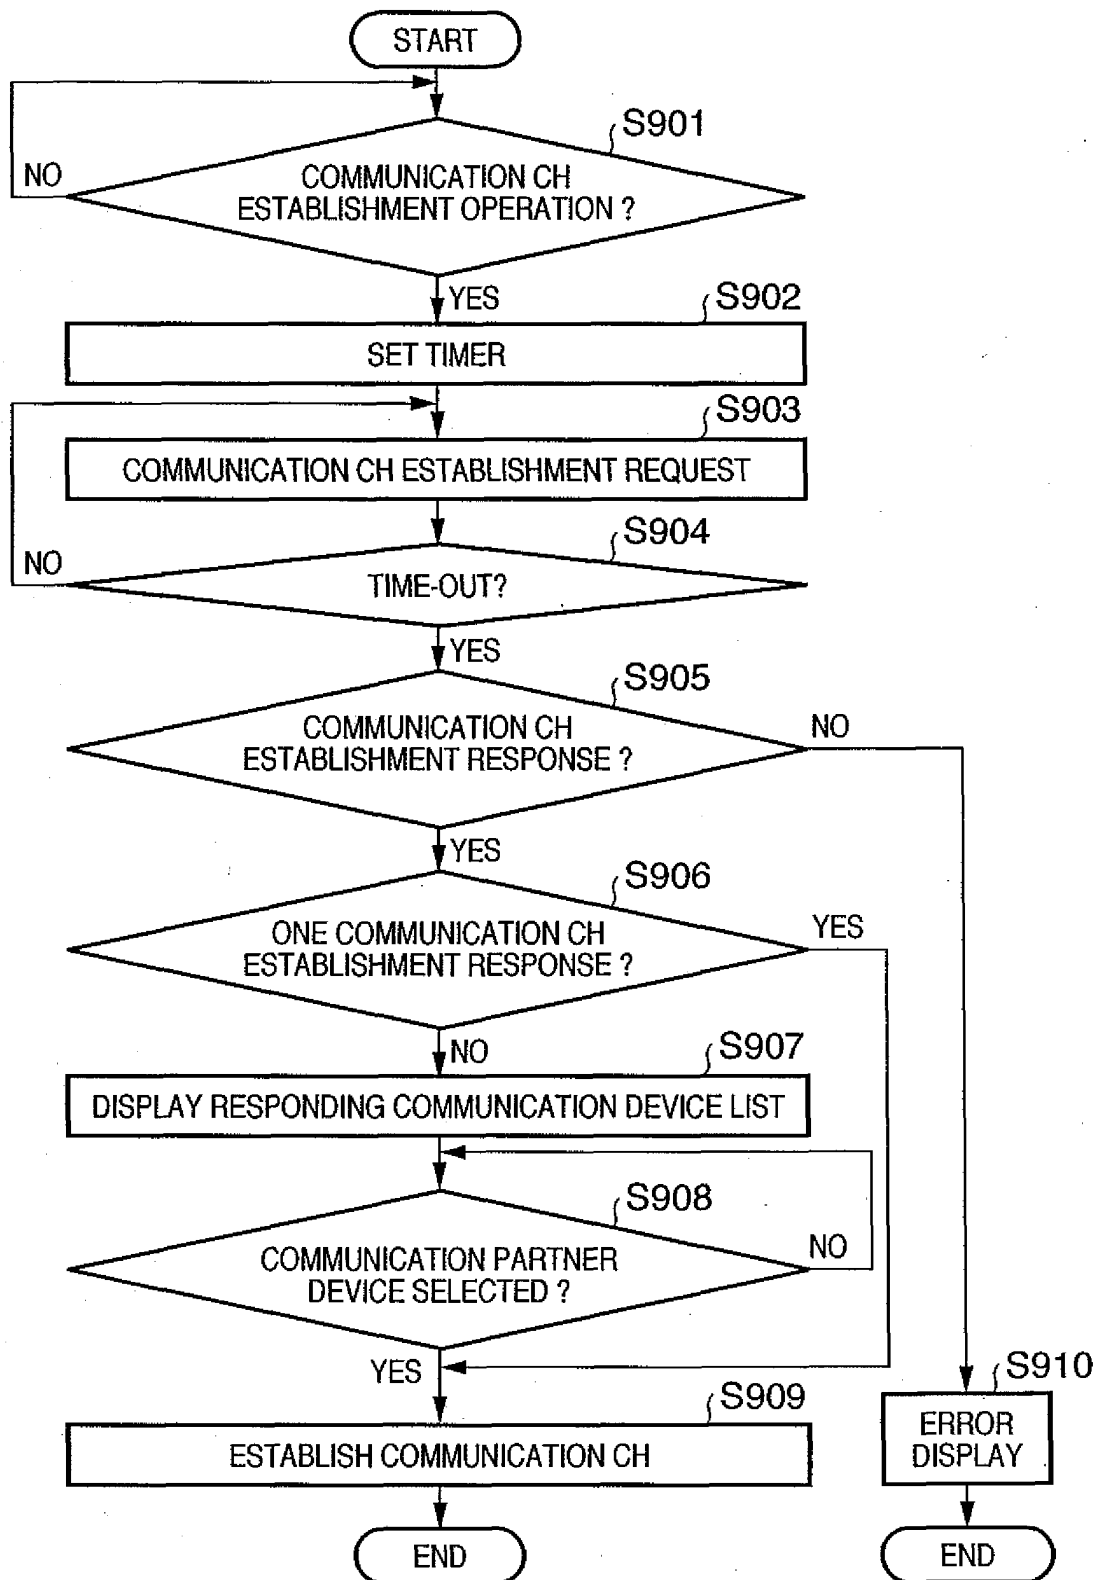 START
S901
NO
COMMUNICATION CH
ESTABLISHMENT OPERATION ?
YES
S902
SET TIMER
S903
COMMUNICATION CH ESTABLISHMENT REQUEST
S904
NO
TIME-OUT?
YES
S905
COMMUNICATION CH
ESTABLISHMENT RESPONSE ?
NO
YES
S906
ONE COMMUNICATION CH
ESTABLISHMENT RESPONSE ?
YES
NO
S907
DISPLAY RESPONDING COMMUNICATION DEVICE LIST
S908
COMMUNICATION PARTNER
DEVICE SELECTED ?
NO
YES
S909
ESTABLISH COMMUNICATION CH
S910
ERROR
DISPLAY
END
END